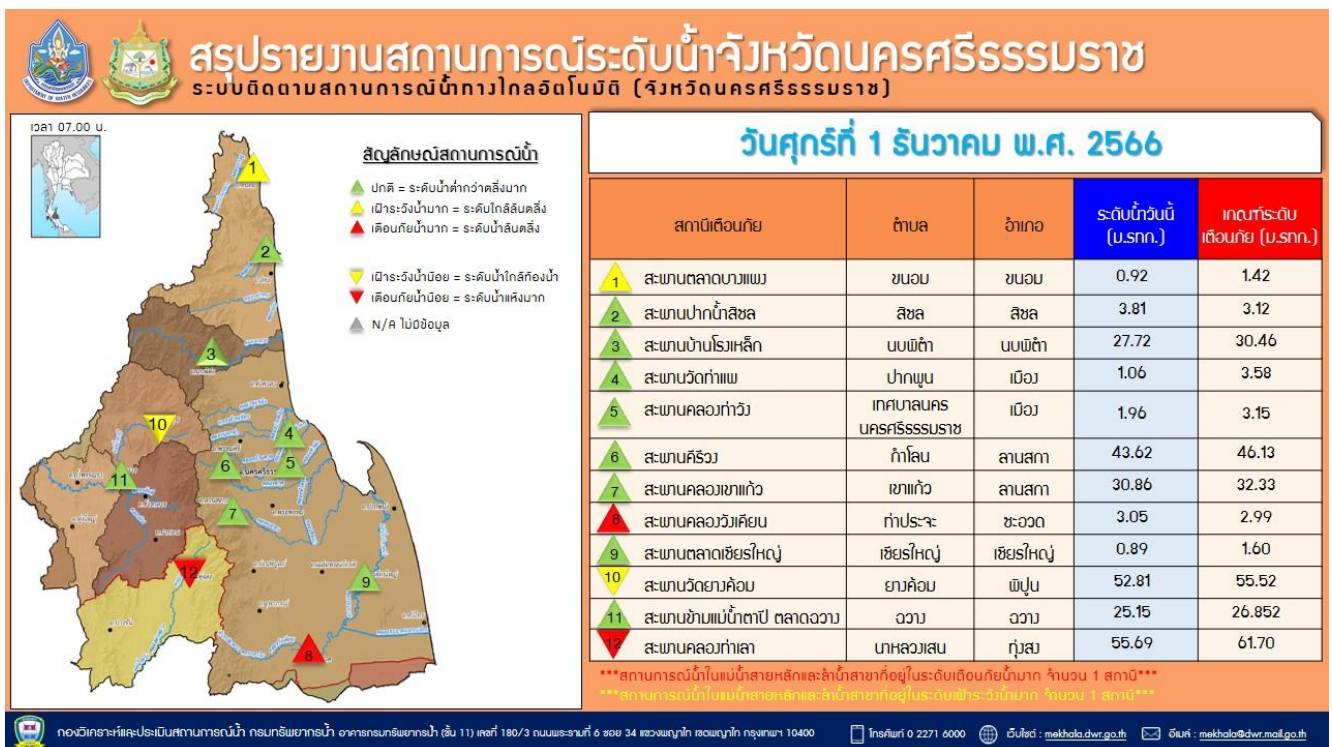 สรุปรายงานสถานการณ์ระดับน้ำจังหวัดนครศรีธรรมราช
ระบบติดตามสถานการณ์น้ำทางไกลอัตโนมัติ (จังหวัดนครศรีธรรมราช)
เวลา 07.00 น.
สัญลักษณ์สถานการณ์น้ำ
ปกติ = ระดับน้ำต่ำกว่าตลิ่งมาก
เฝ้าระวังน้ำมาก = ระดับใกล้ล้นตลิ่ง
เตือนภัยน้ำมาก = ระดับน้ำล้นตลิ่ง
เฝ้าระวังน้ำน้อย = ระดับน้ำใกล้ท้องน้ำ
เตือนภัยน้ำน้อย = ระดับน้ำแห้งมาก
N/A ไม่มีข้อมูล
1
2
3
10
4
6
5
11
7
12
9
8
วันศุกร์ที่ 1 ธันวาคม พ.ศ. 2566
สถานีเตือนภัย ตำบล อำเภอ ระดับน้ำวันนี้ (ม.รทก.) เกณฑ์ระดับเตือนภัย (ม.รทก.)
1 สะพานตลาดบางแพง ขนอม ขนอม 0.92 1.42
2 สะพานปากน้ำสิชล สิชล สิชล 3.81 3.12
3 สะพานบ้านโรงเหล็ก นบพิตำ นบพิตำ 27.72 30.46
4 สะพานวัดท่าแพ ปากพูน เมือง 1.06 3.58
5 สะพานคลองท่าวัง เทศบาลนครนครศรีธรรมราช เมือง 1.96 3.15
6 สะพานคีรีวง กำโลน ลานสกา 43.62 46.13
7 สะพานคลองเขาแก้ว เขาแก้ว ลานสกา 30.86 32.33
8 สะพานคลองวังเคียน ท่าประจะ ชะอวด 3.05 2.99
9 สะพานตลาดเชียรใหญ่ เชียรใหญ่ เชียรใหญ่ 0.89 1.60
10 สะพานวัดยางค้อม ยางค้อม พิปูน 52.81 55.52
11 สะพานข้ามแม่น้ำตาปี ตลาดฉวาง ฉวาง ฉวาง 25.15 26.852
12 สะพานคลองท่าเลา นาหลวงเสน ทุ่งสง 55.69 61.70
***สถานการณ์น้ำในแม่น้ำสายหลักและลำน้ำสาขาที่อยู่ในระดับเตือนภัยน้ำมาก จำนวน 1 สถานี***
***สถานการณ์น้ำในแม่น้ำสายหลักและลำน้ำสาขาที่อยู่ในระดับเฝ้าระวังน้ำมาก จำนวน 1 สถานี***
กองวิเคราะห์และประเมินสถานการณ์น้ำ กรมทรัพยากรน้ำ อาคารกรมทรัพยากรน้ำ (ชั้น 11) เลขที่ 180/3 ถนนพระรามที่ 6 ซอย 34 แขวงพญาไท เขตพญาไท กรุงเทพฯ 10400 โทรศัพท์ 0 2271 6000 เว็บไซต์ : mekhala.dwr.go.th อีเมล์ : mekhala@dwr.mail.go.th